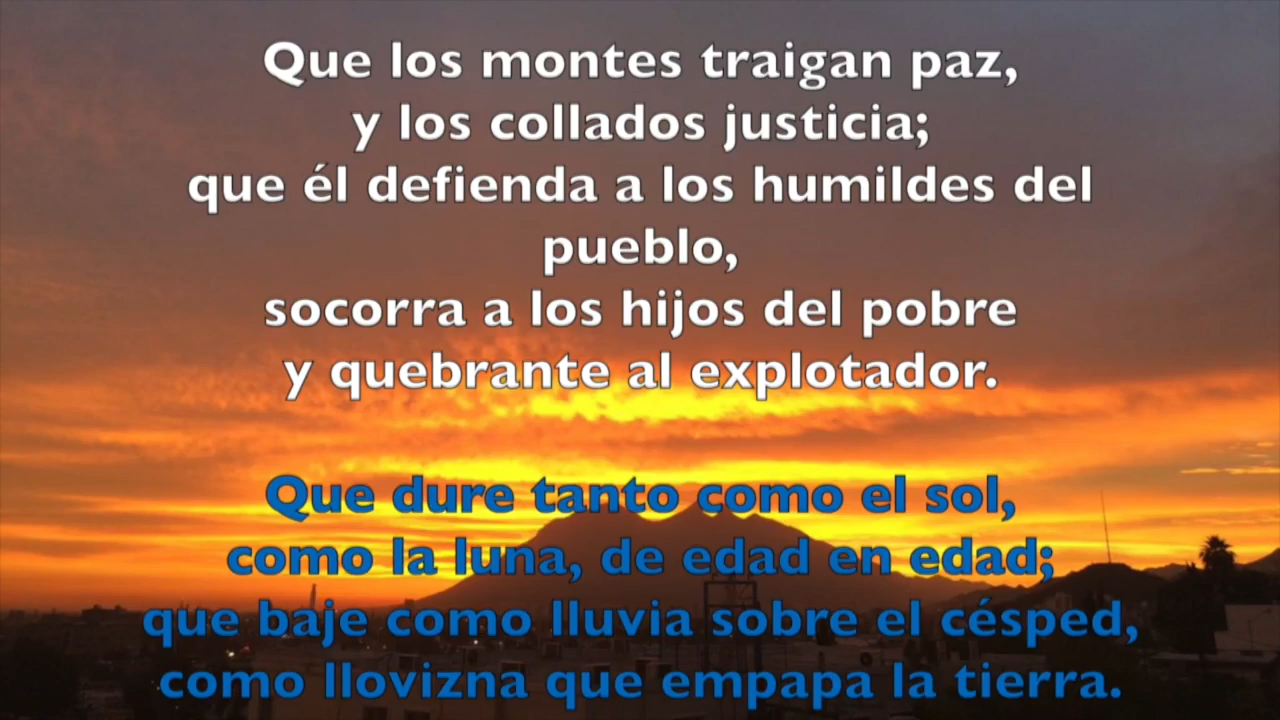 Que los montes traigan paz,
y los collados justicia;
que él defienda a los humildes del
pueblo,
socorra a los hijos del pobre
y quebrante al explotador.
Que dure tanto como el sol,
como la luna, de edad en edad;
que baje como lluvia sobre el césped,
como llovizna que empapa la tierra.